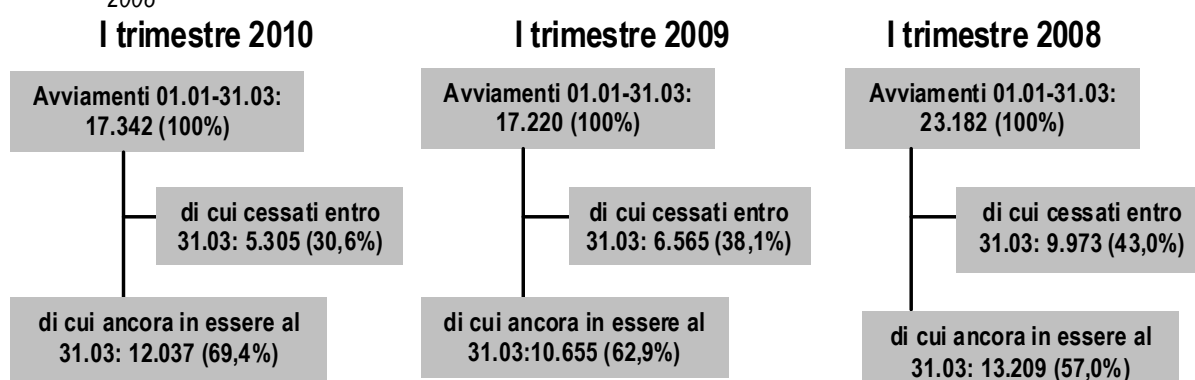 2008
I trimestre 2010
Avviamenti 01.01-31.03:
17.342 (100%)
di cui cessati entro
31.03: 5.305 (30,6%)
di cui ancora in essere al
31.03: 12.037 (69,4%)
I trimestre 2009
Avviamenti 01.01-31.03:
17.220 (100%)
di cui cessati entro
31.03: 6.565 (38,1%)
di cui ancora in essere al
31.03:10.655 (62,9%)
I trimestre 2008
Avviamenti 01.01-31.03:
23.182 (100%)
di cui cessati entro
31.03: 9.973 (43,0%)
di cui ancora in essere al
31.03: 13.209 (57,0%)